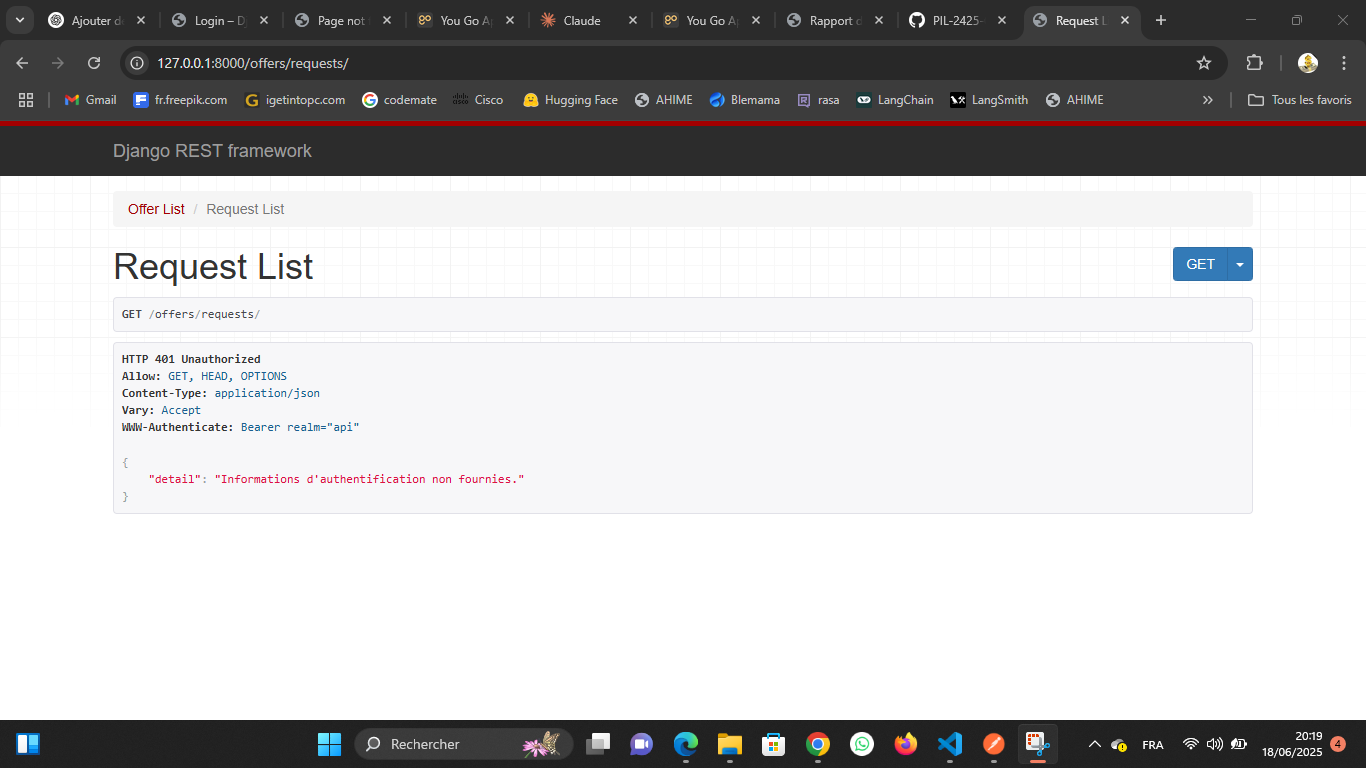 Ajouter de
Login – D
Page not
You Go A
Claude
You Go A
Rapport d
PIL-2425-
Request L
127.0.0.1:8000/offers/requests/
Gmail
fr.freepik.com
igetintopc.com
codemate
Cisco
Hugging Face
AHIME
Blemama
rasa
LangChain
LangSmith
AHIME
Tous les favoris
Django REST framework
Offer List / Request List
Request List
GET
GET /offers/requests/
HTTP 401 Unauthorized
Allow: GET, HEAD, OPTIONS
Content-Type: application/json
Vary: Accept
WWW-Authenticate: Bearer realm="api"
{
"detail": "Informations d'authentification non fournies."
}
Rechercher
FRA
20:19
18/06/2025
4